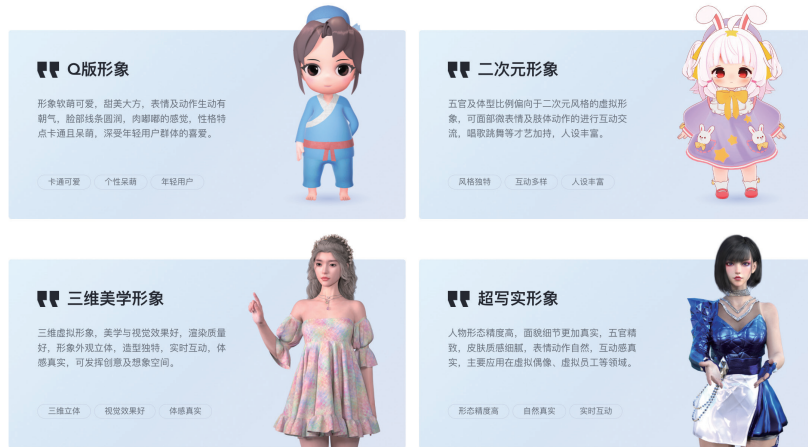 Q版形象
形象软萌可爱，甜美大方，表情及动作生动有
朝气，脸部线条圆润，肉嘟嘟的感觉，性格特
点卡通且呆萌，深受年轻用户群体的喜爱。
卡通可爱 个性呆萌 年轻用户
二次元形象
五官及体型比例偏向于二次元风格的虚拟形
象，可面部微表情及肢体动作的进行互动交
流，唱歌跳舞等才艺加持，人设丰富。
风格独特 互动多样 人设丰富
三维美学形象
三维虚拟形象，美学与视觉效果好，渲染质量
好，形象外观立体，造型独特，实时互动，体
感真实，可发挥创意及想象空间。
三维立体 视觉效果好 体感真实
超写实形象
人物形态精度高，面貌细节更加真实，五官精
致，皮肤质感细腻，表情动作自然，互动感真
实，主要应用在虚拟偶像、虚拟员工等领域。
形态精度高 自然真实 实时互动